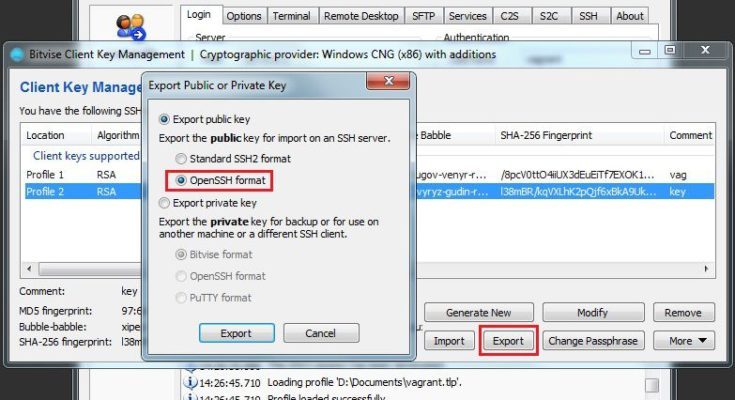 Login Options Terminal Remote Desktop SFTP Services C2S S2C SSH About
Server Authentication
Bitvise Client Key Management | Cryptographic provider: Windows CNG (x86) with additions
Client Key Manage
You have the following SSH
Location Algorithm Babble SHA-256 Fingerprint Comment
Client keys supported
Profile 1 RSA ugov-venyr-r... /8pcV0ttO4iiUX3dEuEiTf7EXOK1... vag
Profile 2 RSA vyryz-gudin-r... l38mBR/kqVXLhK2pQjf6xBkA9Uk... key
Export Public or Private Key
Export public key
Export the public key for import on an SSH server.
Standard SSH2 format
OpenSSH format
Export private key
Export the private key for backup or for use on
another machine or a different SSH client.
Bitvise format
OpenSSH format
PuTTY format
Export Cancel
Comment: key
MD5 fingerprint: 97:6
Bubble-babble: xipe
SHA-256 fingerprint: l38m
Generate New Modify Remove
Import Export Change Passphrase More
14:26:45.710 Loading profile 'D:\Documents\vagrant.tlp'.
14:26:45.710 Profile loaded successfully.